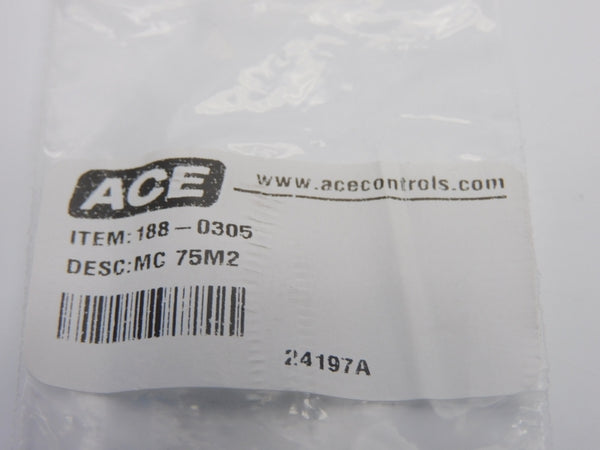 ACE
www.acecontrols.com
ITEM:188-0305
DESC:MC 75M2
24197A